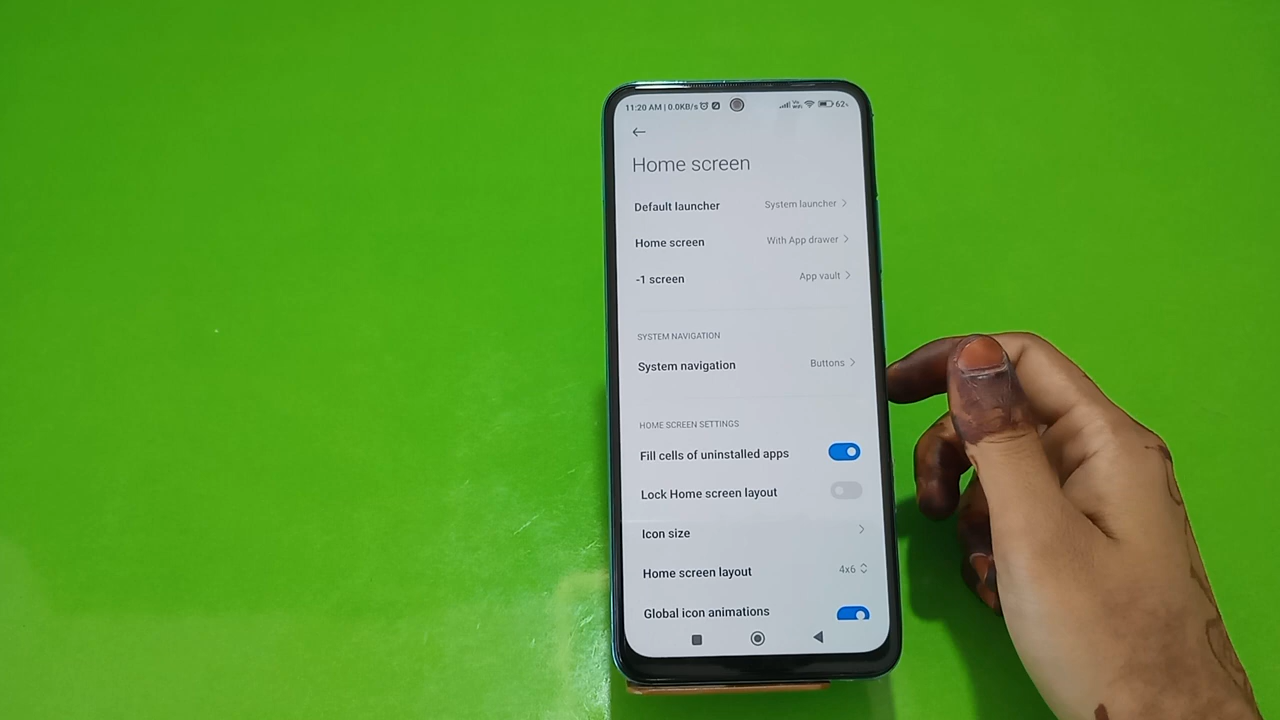 11:20 AM | 0.0KB/s 62
Home screen
Default launcher System launcher
Home screen With App drawer
-1 screen App vault
SYSTEM NAVIGATION
System navigation Buttons
HOME SCREEN SETTINGS
Fill cells of uninstalled apps
Lock Home screen layout
Icon size
Home screen layout 4x6
Global icon animations